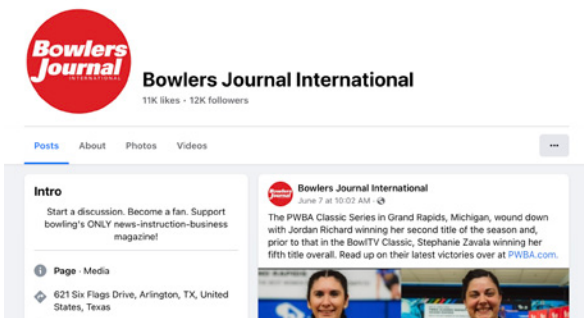 Bowlers
Journal
INTERNATIONAL
Bowlers Journal International
11K likes • 12K followers
Posts About Photos Videos
Intro
Start a discussion. Become a fan. Support
bowling's ONLY news-instruction-business
magazine!
Page · Media
621 Six Flags Drive, Arlington, TX, United
States, Texas
Bowlers Journal International
June 7 at 10:02 AM ·
The PWBA Classic Series in Grand Rapids, Michigan, wound down
with Jordan Richard winning her second title of the season and,
prior to that in the BowlTV Classic, Stephanie Zavala winning her
fifth title overall. Read up on their latest victories over at PWBA.com.